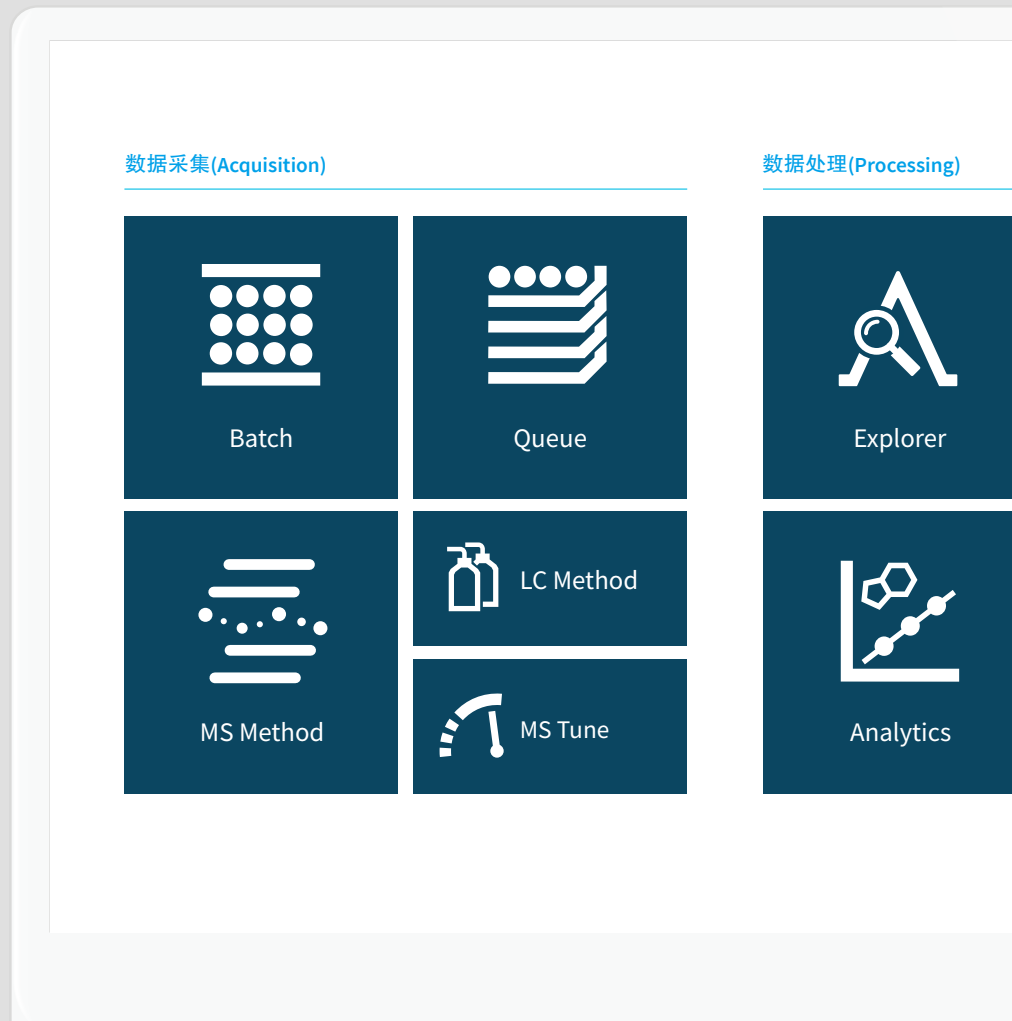 数据采集(Acquisition)
数据处理(Processing)
Batch
Queue
Explorer
MS Method
LC Method
MS Tune
Analytics